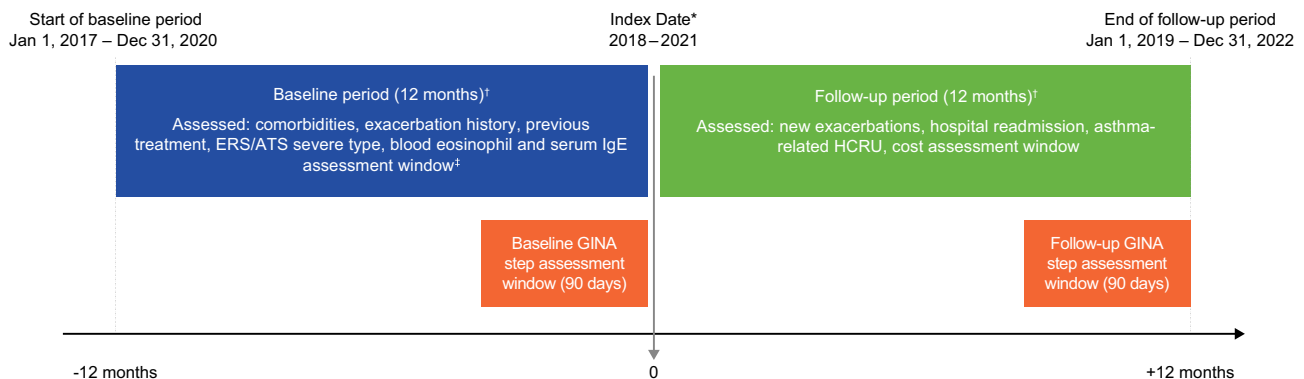 Start of baseline period
Jan 1, 2017 – Dec 31, 2020
Index Date*
2018–2021
End of follow-up period
Jan 1, 2019 – Dec 31, 2022
Baseline period (12 months)†
Assessed: comorbidities, exacerbation history, previous
treatment, ERS/ATS severe type, blood eosinophil and serum IgE
assessment window‡
Follow-up period (12 months)†
Assessed: new exacerbations, hospital readmission, asthma-
related HCRU, cost assessment window
Baseline GINA
step assessment
window (90 days)
Follow-up GINA
step assessment
window (90 days)
-12 months
0
+12 months